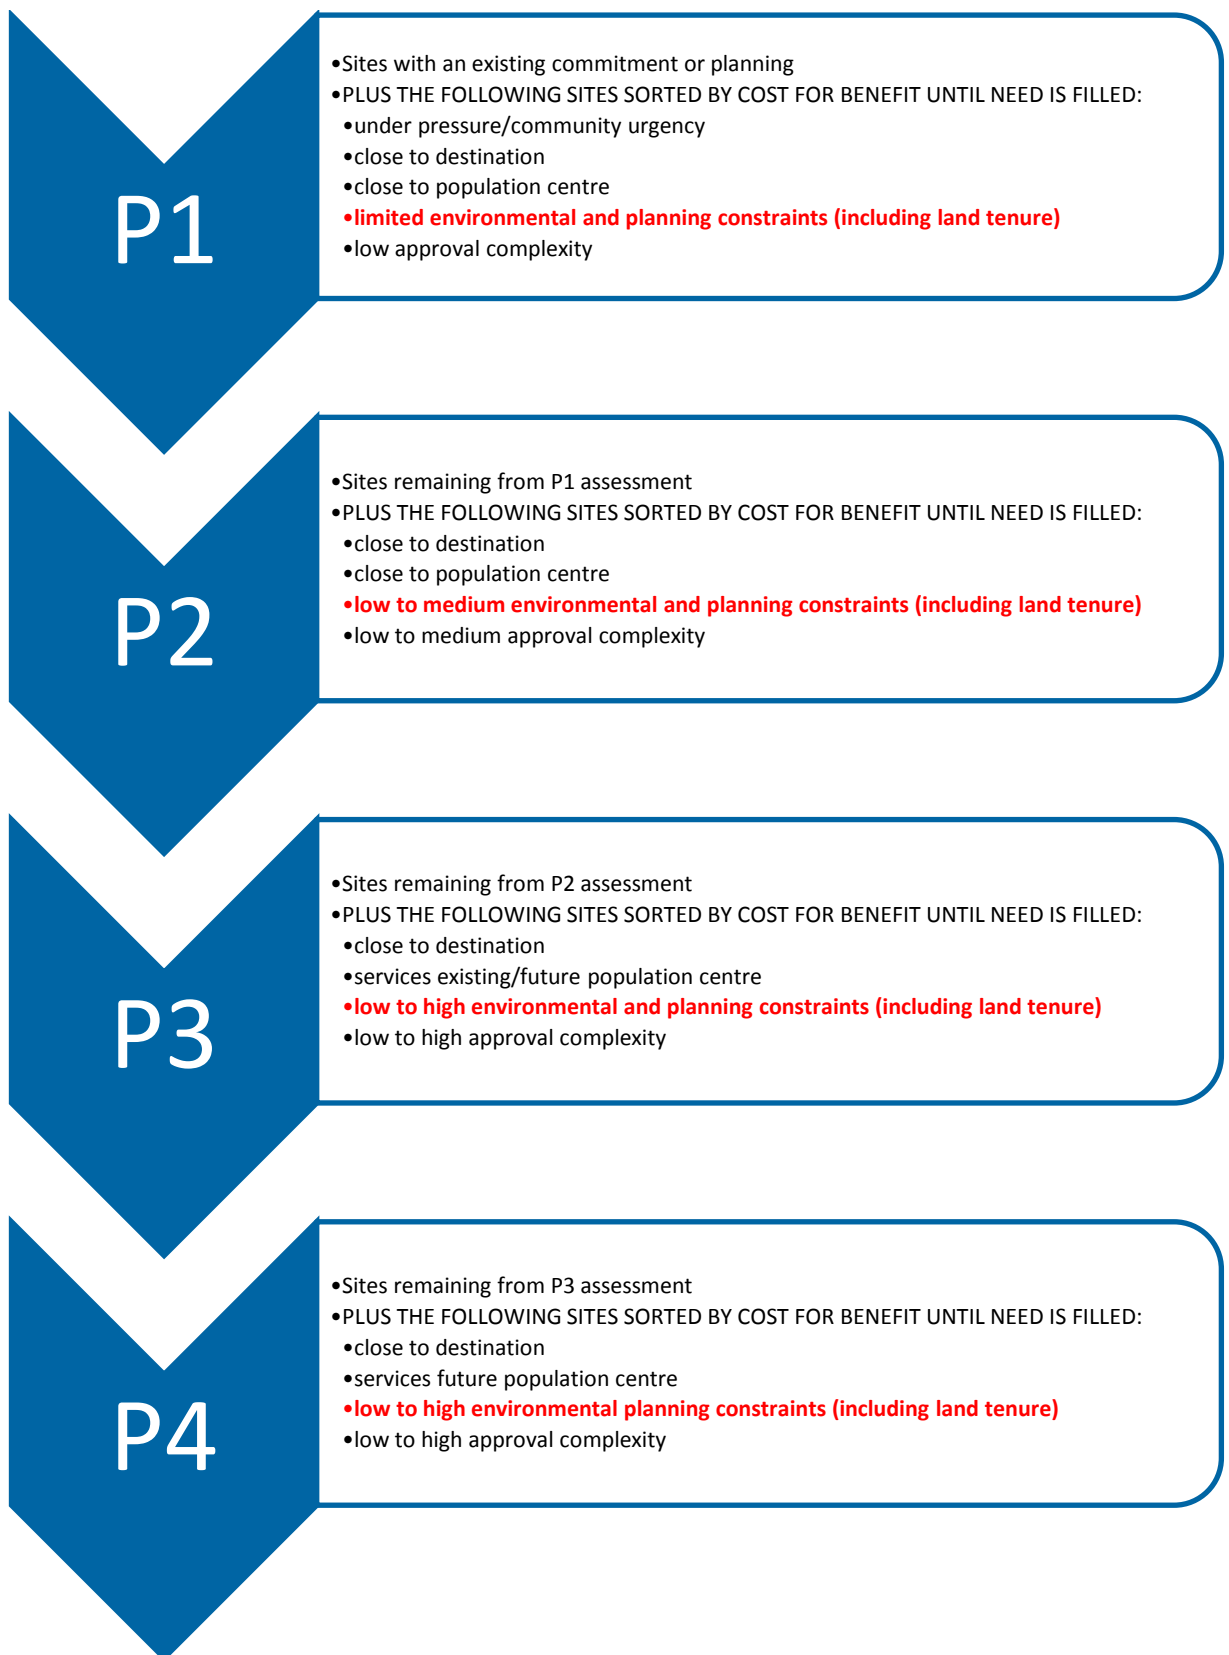 P1
•Sites with an existing commitment or planning
•PLUS THE FOLLOWING SITES SORTED BY COST FOR BENEFIT UNTIL NEED IS FILLED:
•under pressure/community urgency
•close to destination
•close to population centre
•limited environmental and planning constraints (including land tenure)
•low approval complexity
P2
•Sites remaining from P1 assessment
•PLUS THE FOLLOWING SITES SORTED BY COST FOR BENEFIT UNTIL NEED IS FILLED:
•close to destination
•close to population centre
•low to medium environmental and planning constraints (including land tenure)
•low to medium approval complexity
P3
•Sites remaining from P2 assessment
•PLUS THE FOLLOWING SITES SORTED BY COST FOR BENEFIT UNTIL NEED IS FILLED:
•close to destination
•services existing/future population centre
•low to high environmental and planning constraints (including land tenure)
•low to high approval complexity
P4
•Sites remaining from P3 assessment
•PLUS THE FOLLOWING SITES SORTED BY COST FOR BENEFIT UNTIL NEED IS FILLED:
•close to destination
•services future population centre
•low to high environmental planning constraints (including land tenure)
•low to high approval complexity